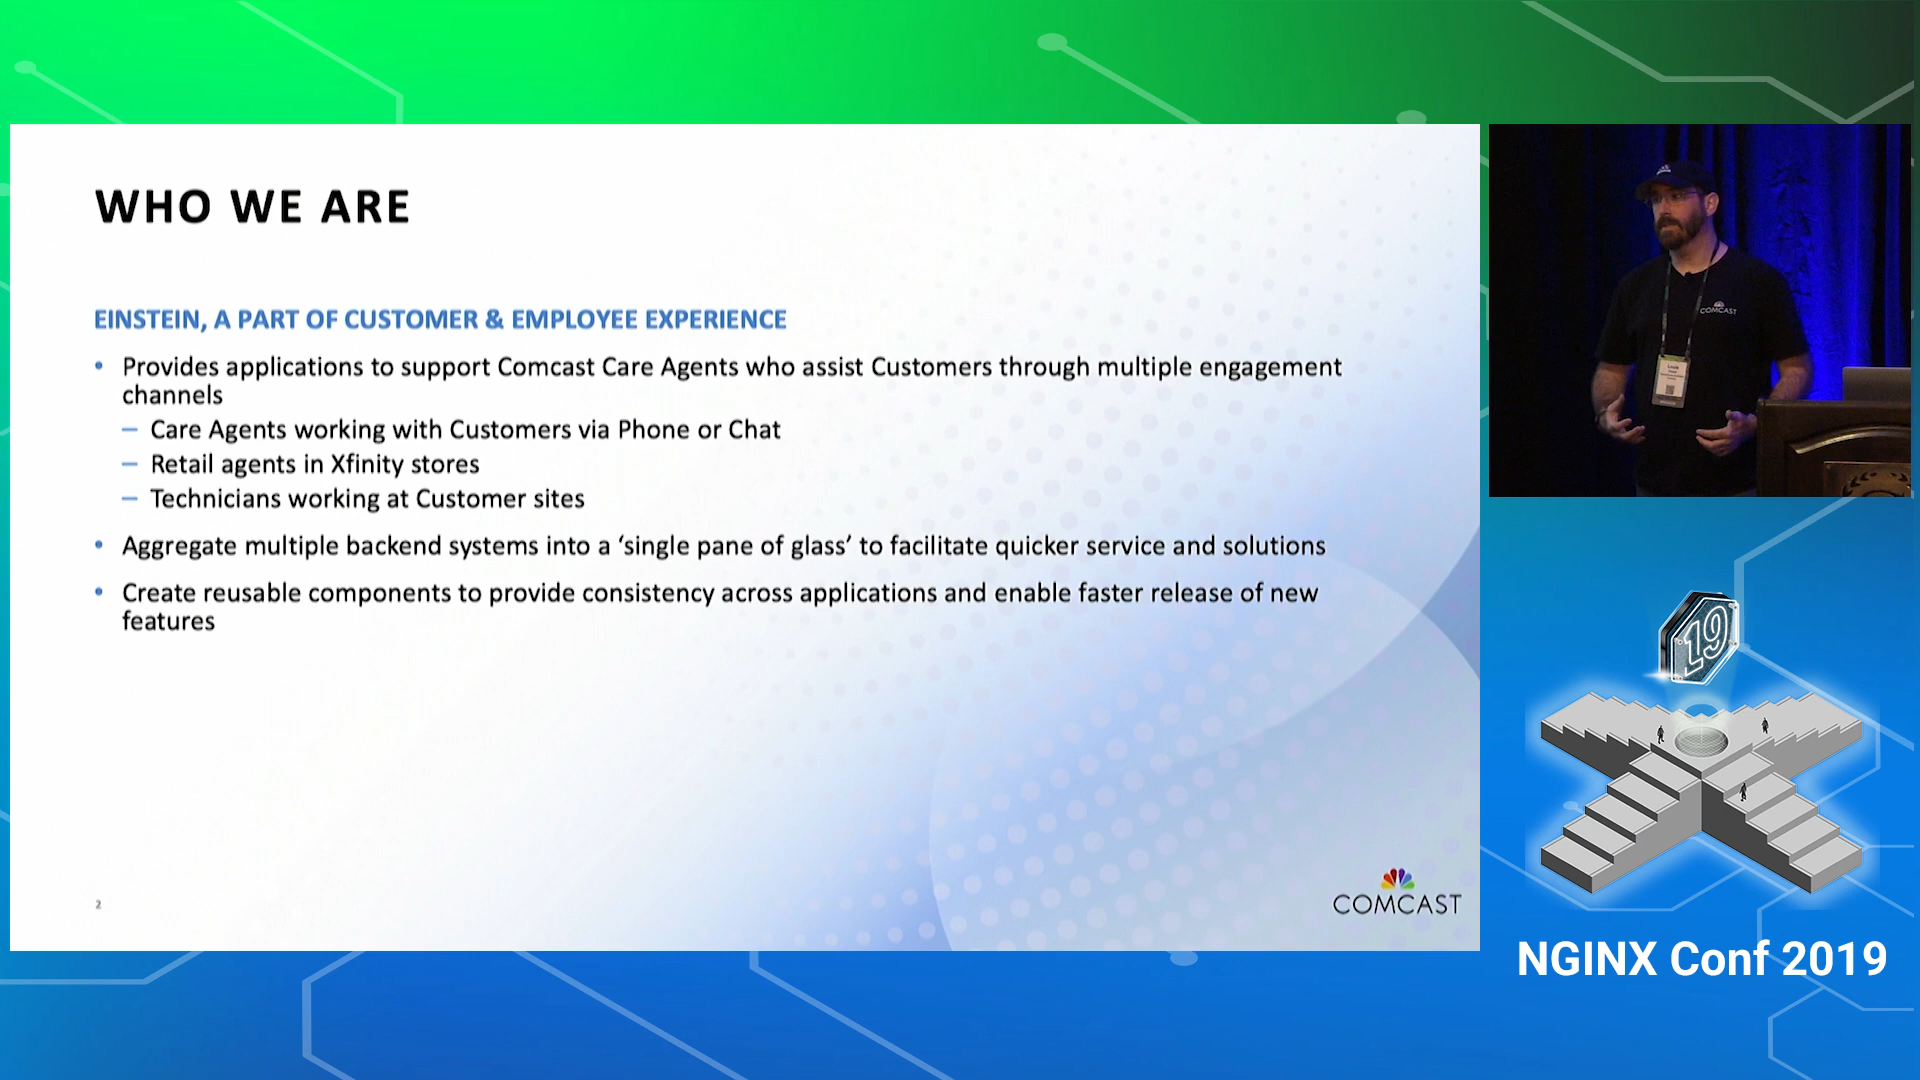 WHO WE ARE
EINSTEIN, A PART OF CUSTOMER & EMPLOYEE EXPERIENCE
• Provides applications to support Comcast Care Agents who assist Customers through multiple engagement
channels
– Care Agents working with Customers via Phone or Chat
– Retail agents in Xfinity stores
– Technicians working at Customer sites
• Aggregate multiple backend systems into a ‘single pane of glass’ to facilitate quicker service and solutions
• Create reusable components to provide consistency across applications and enable faster release of new
features
2
COMCAST
COMCAST
19
NGINX Conf 2019